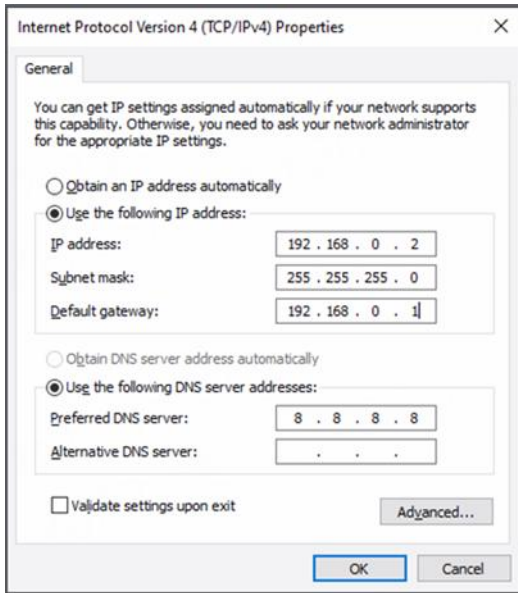 Internet Protocol Version 4 (TCP/IPv4) Properties
General
You can get IP settings assigned automatically if your network supports
this capability. Otherwise, you need to ask your network administrator
for the appropriate IP settings.
Obtain an IP address automatically
Use the following IP address:
IP address: 192 . 168 . 0 . 2
Subnet mask: 255 . 255 . 255 . 0
Default gateway: 192 . 168 . 0 . 1
Obtain DNS server address automatically
Use the following DNS server addresses:
Preferred DNS server: 8 . 8 . 8 . 8
Alternative DNS server: . . .
Validate settings upon exit
Advanced...
OK Cancel